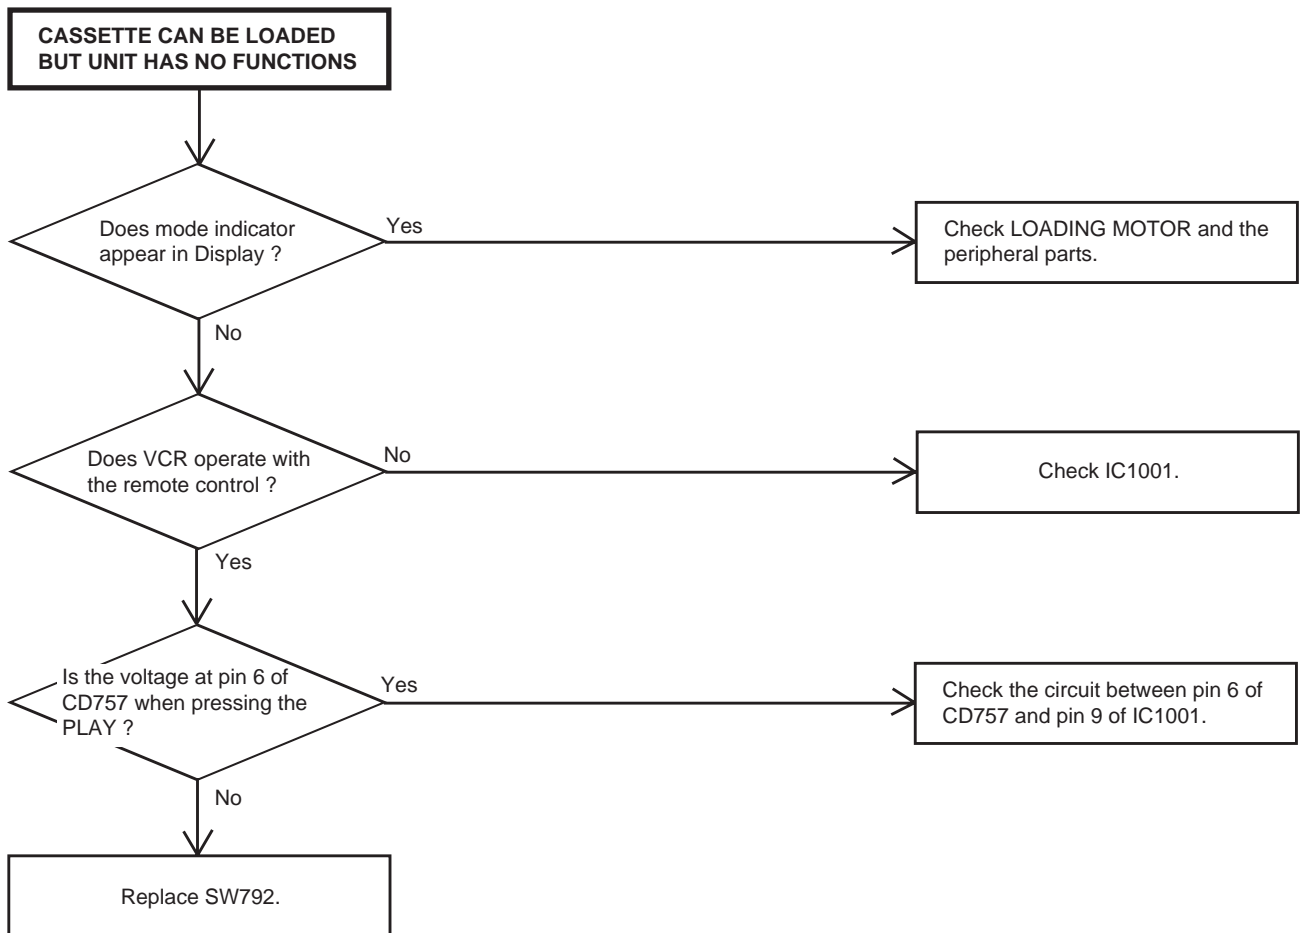 CASSETTE CAN BE LOADED
BUT UNIT HAS NO FUNCTIONS
Does mode indicator
appear in Display ?
Yes
Check LOADING MOTOR and the
peripheral parts.
No
Does VCR operate with
the remote control ?
No
Check IC1001.
Yes
Is the voltage at pin 6 of
CD757 when pressing the
PLAY ?
Yes
Check the circuit between pin 6 of
CD757 and pin 9 of IC1001.
No
Replace SW792.